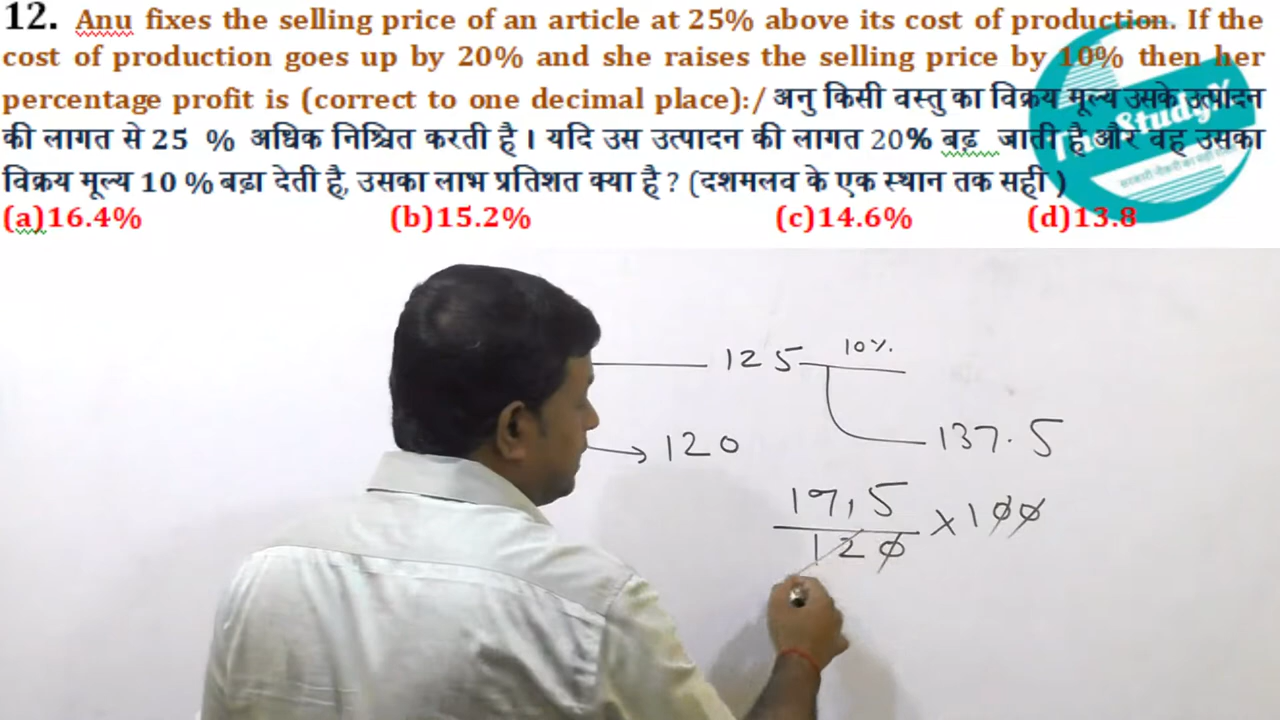 12. Anu fixes the selling price of an article at 25% above its cost of production. If the
cost of production goes up by 20% and she raises the selling price by 10% then her
percentage profit is (correct to one decimal place):/ अनु किसी वस्तु का विक्रय मूल्य उसके उत्पादन
की लागत से 25 % अधिक निश्चित करती है । यदि उस उत्पादन की लागत 20% बढ़ जाती है और वह उसका
विक्रय मूल्य 10 % बढ़ा देती है, उसका लाभ प्रतिशत क्या है ? (दशमलव के एक स्थान तक सही )
(a)16.4% (b)15.2% (c)14.6% (d)13.8
The StudyX
125 10%.
120 137.5
17,5 × 100
120